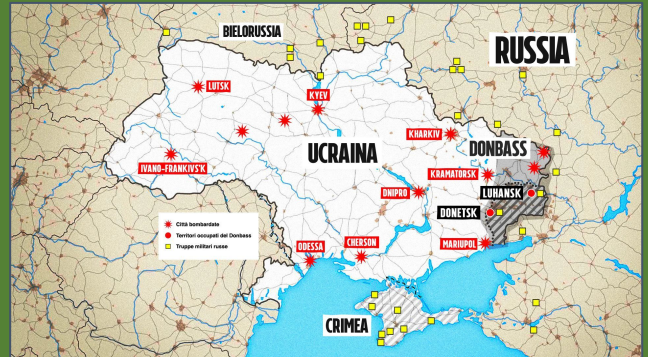 BIELORUSSIA
RUSSIA
LUTSK
KYEV
KHARKIV
DONBASS
UCRAINA
IVANO-FRANKIVS'K
KRAMATORSK
DNIPRO
LUHANSK
DONETSK
Città bombardate
Territori occupati del Donbass
Truppe militari russe
ODESSA
CHERSON
MARIUPOL
CRIMEA